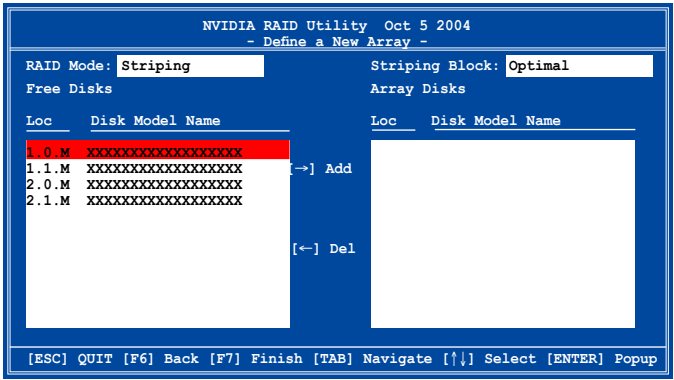 NVIDIA RAID Utility Oct 5 2004
- Define a New Array -
RAID Mode: Striping Striping Block: Optimal
Free Disks Array Disks
Loc Disk Model Name Loc Disk Model Name
1.0.M XXXXXXXXXXXXXXXXXX
1.1.M XXXXXXXXXXXXXXXXXX
[→] Add
2.0.M XXXXXXXXXXXXXXXXXX
2.1.M XXXXXXXXXXXXXXXXXX
[←] Del
[ESC] QUIT [F6] Back [F7] Finish [TAB] Navigate [↑↓] Select [ENTER] Popup